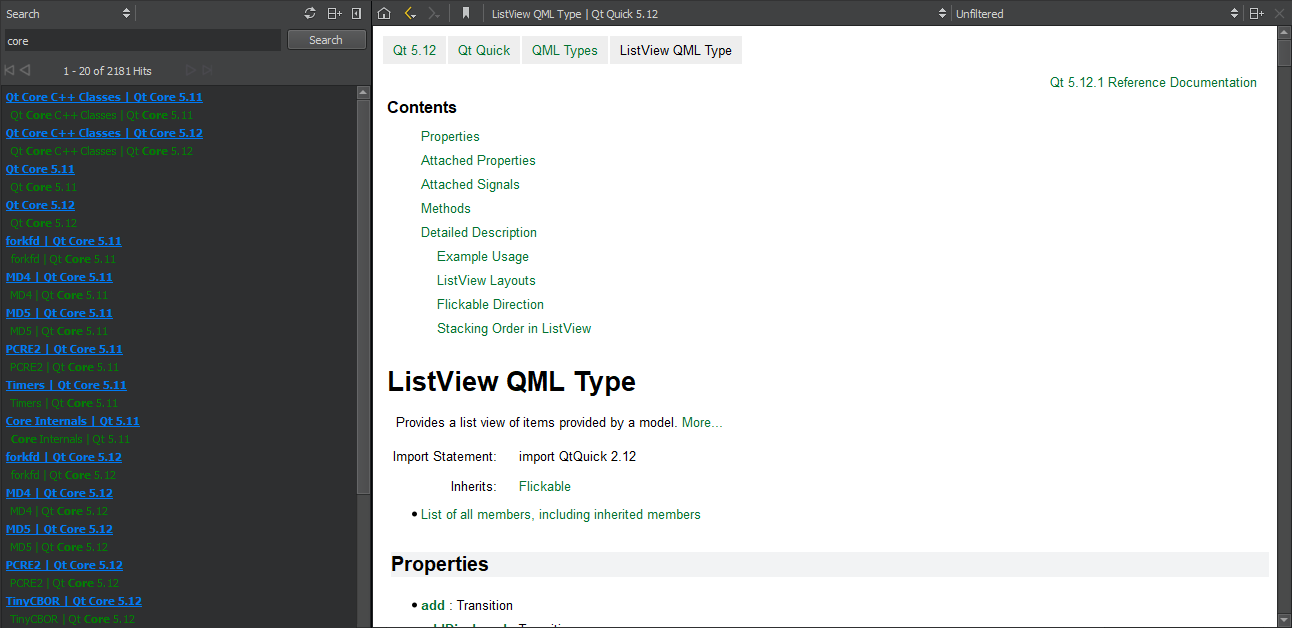 Search
core
Search
1 - 20 of 2181 Hits
Qt Core C++ Classes | Qt Core 5.11
Qt Core C++ Classes | Qt Core 5.11
Qt Core C++ Classes | Qt Core 5.12
Qt Core C++ Classes | Qt Core 5.12
Qt Core 5.11
Qt Core 5.11
Qt Core 5.12
Qt Core 5.12
forkfd | Qt Core 5.11
forkfd | Qt Core 5.11
MD4 | Qt Core 5.11
MD4 | Qt Core 5.11
MD5 | Qt Core 5.11
MD5 | Qt Core 5.11
PCRE2 | Qt Core 5.11
PCRE2 | Qt Core 5.11
Timers | Qt Core 5.11
Timers | Qt Core 5.11
Core Internals | Qt 5.11
Core Internals | Qt 5.11
forkfd | Qt Core 5.12
forkfd | Qt Core 5.12
MD4 | Qt Core 5.12
MD4 | Qt Core 5.12
MD5 | Qt Core 5.12
MD5 | Qt Core 5.12
PCRE2 | Qt Core 5.12
PCRE2 | Qt Core 5.12
TinyCBOR | Qt Core 5.12
TinyCBOR | Qt Core 5.12
ListView QML Type | Qt Quick 5.12 Unfiltered
Qt 5.12 Qt Quick QML Types ListView QML Type
Qt 5.12.1 Reference Documentation
Contents
Properties
Attached Properties
Attached Signals
Methods
Detailed Description
Example Usage
ListView Layouts
Flickable Direction
Stacking Order in ListView
ListView QML Type
Provides a list view of items provided by a model. More...
Import Statement: import QtQuick 2.12
Inherits: Flickable
• List of all members, including inherited members
Properties
• add : Transition